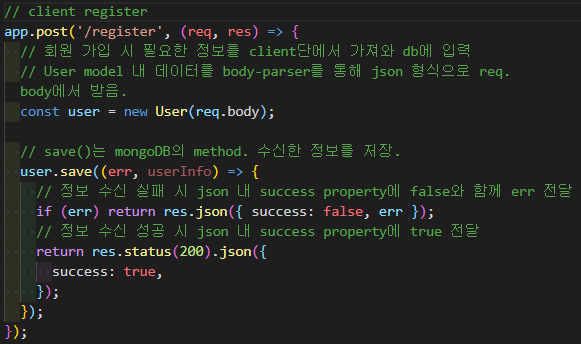 // client register
app.post('/register', (req, res) => {
// 회원 가입 시 필요한 정보를 client단에서 가져와 db에 입력
// User model 내 데이터를 body-parser를 통해 json 형식으로 req.
body에서 받음.
const user = new User(req.body);
// save()는 mongoDB의 method. 수신한 정보를 저장.
user.save((err, userInfo) => {
// 정보 수신 실패 시 json 내 success property에 false와 함께 err 전달
if (err) return res.json({ success: false, err });
// 정보 수신 성공 시 json 내 success property에 true 전달
return res.status(200).json({
success: true,
});
});
});